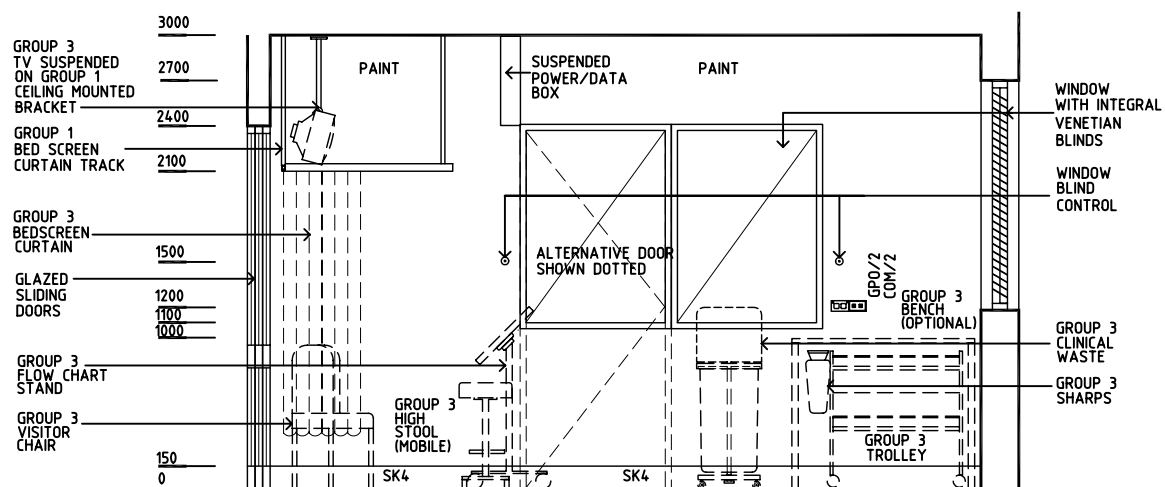 3000
GROUP 3
TV SUSPENDED
ON GROUP 1
CEILING MOUNTED
BRACKET
2700
PAINT
SUSPENDED
POWER/DATA
BOX
PAINT
WINDOW
WITH INTEGRAL
VENETIAN
BLINDS
2400
GROUP 1
BED SCREEN
CURTAIN TRACK
2100
WINDOW
BLIND
CONTROL
GROUP 3
BEDSCREEN
CURTAIN
1500
ALTERNATIVE DOOR
SHOWN DOTTED
GPO/2
COM/2
GLAZED
SLIDING
DOORS
1200
1100
1000
GROUP 3
BENCH
(OPTIONAL)
GROUP 3
CLINICAL
WASTE
GROUP 3
FLOW CHART
STAND
GROUP 3
SHARPS
GROUP 3
VISITOR
CHAIR
GROUP 3
HIGH
STOOL
(MOBILE)
GROUP 3
TROLLEY
150
0
SK4
SK4